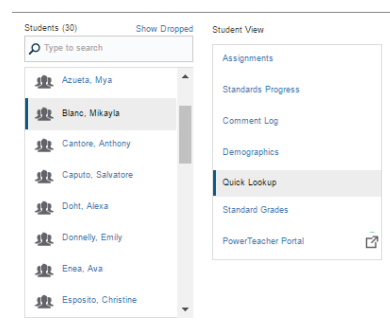 Students (30) Show Dropped
Type to search
Azueta, Mya
Blanc, Mikayla
Cantore, Anthony
Caputo, Salvatore
Doht, Alexa
Donnelly, Emily
Enea, Ava
Esposito, Christine
Student View
Assignments
Standards Progress
Comment Log
Demographics
Quick Lookup
Standard Grades
PowerTeacher Portal